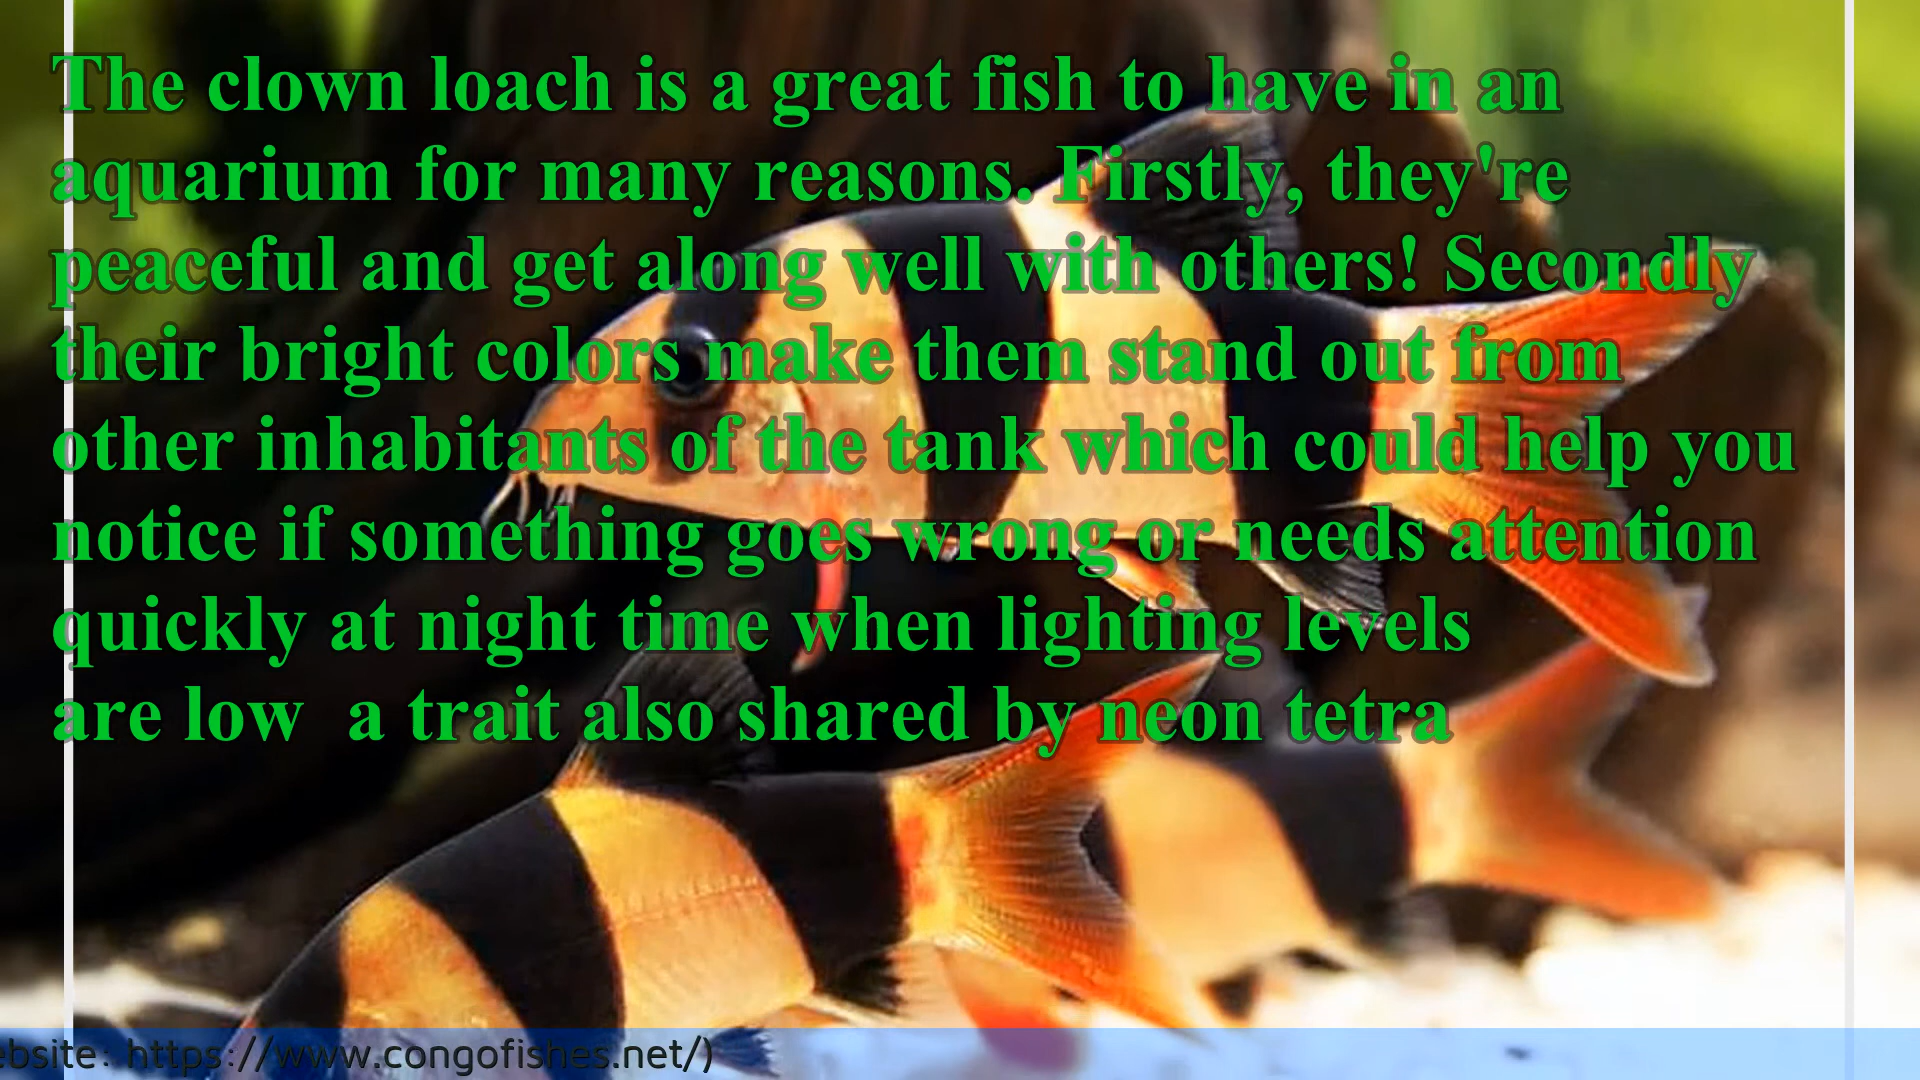 The clown loach is a great fish to have in an
aquarium for many reasons. Firstly, they're
peaceful and get along well with others! Secondly
their bright colors make them stand out from
other inhabitants of the tank which could help you
notice if something goes wrong or needs attention
quickly at night time when lighting levels
are low  a trait also shared by neon tetra
ebsite: https://www.congofishes.net/)